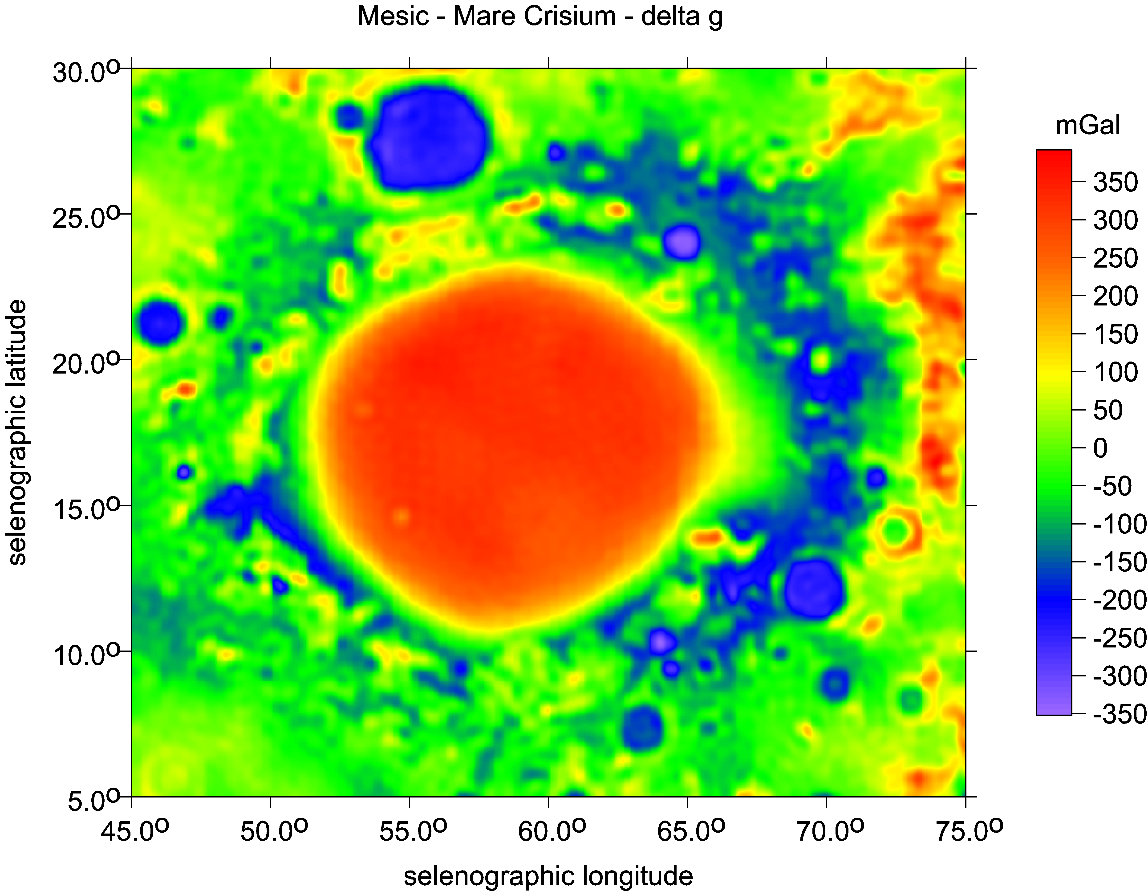 Mesic - Mare Crisium - delta g
30.0º
25.0º
20.0º
15.0º
10.0º
5.0º
selenographic latitude
45.0º 50.0º 55.0º 60.0º 65.0º 70.0º 75.0º
selenographic longitude
mGal
350
300
250
200
150
100
50
0
-50
-100
-150
-200
-250
-300
-350